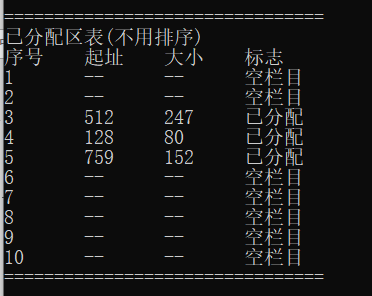 ================================
已分配区表(不用排序)
序号 起址 大小 标志
1 -- -- 空栏目
2 -- -- 空栏目
3 512 247 已分配
4 128 80 已分配
5 759 152 已分配
6 -- -- 空栏目
7 -- -- 空栏目
8 -- -- 空栏目
9 -- -- 空栏目
10 -- -- 空栏目
================================